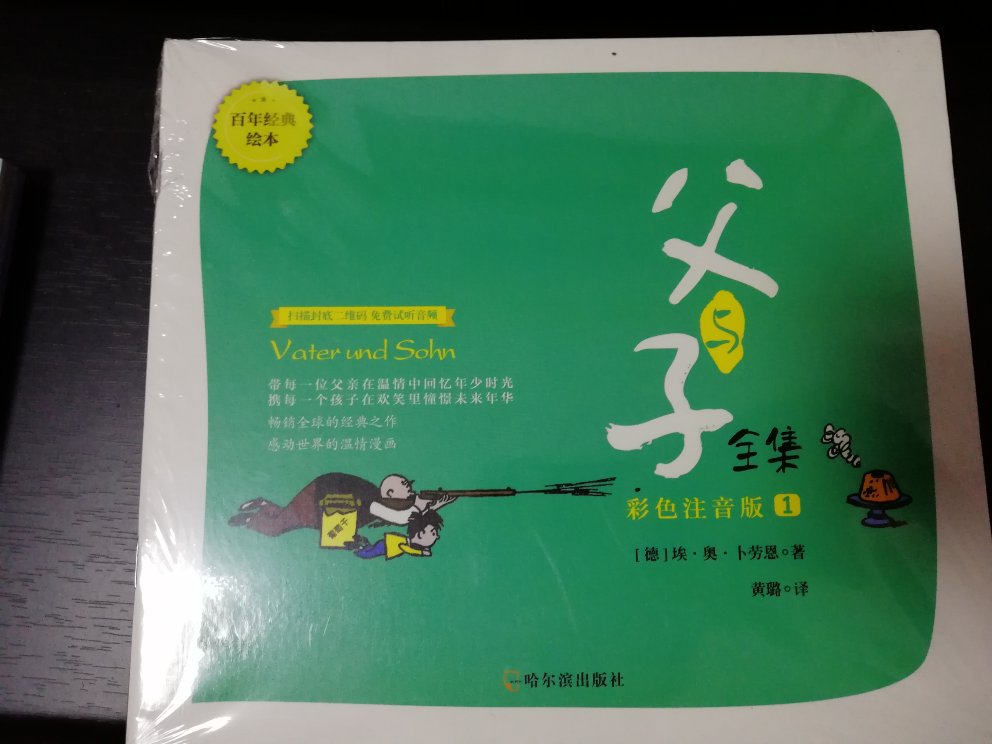 百年经典
绘本
父
与
子
全集
彩色注音版 1
[德]埃·奥·卜劳恩◎著
黄璐◎译
扫描封底二维码 免费试听音频
Vater und Sohn
带每一位父亲在温情中回忆年少时光
携每一个孩子在欢笑里憧憬未来年华
畅销全球的经典之作
感动世界的温情漫画
哈尔滨出版社